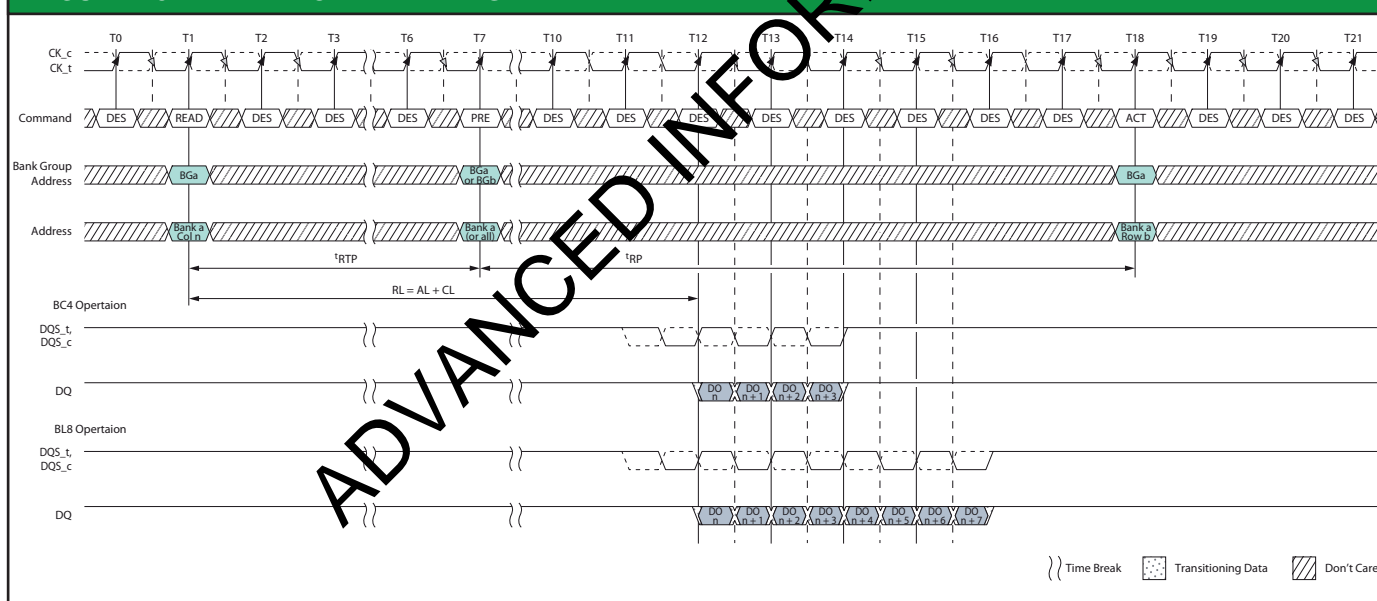 T0 T1 T2 T3 T6 T7 T10 T11 T12 T13 T14 T15 T16 T17 T18 T19 T20 T21
CK_c
CK_t
Command DES READ DES DES DES PRE DES DES DES DES DES DES DES DES ACT DES DES DES
Bank Group
Address
BGa
BGa
or BGb
BGa
Address
Bank a
Col n
Bank a
(or all)
Bank a
Row b
tRTP tRP
RL = AL + CL
BC4 Opertaion
DQS_t,
DQS_c
DQ
DO
n
DO
n + 1
DO
n + 2
DO
n + 3
BL8 Opertaion
DQS_t,
DQS_c
DQ
DO
n
DO
n + 1
DO
n + 2
DO
n + 3
DO
n + 4
DO
n + 5
DO
n + 6
DO
n + 7
Time Break Transitioning Data Don't Care